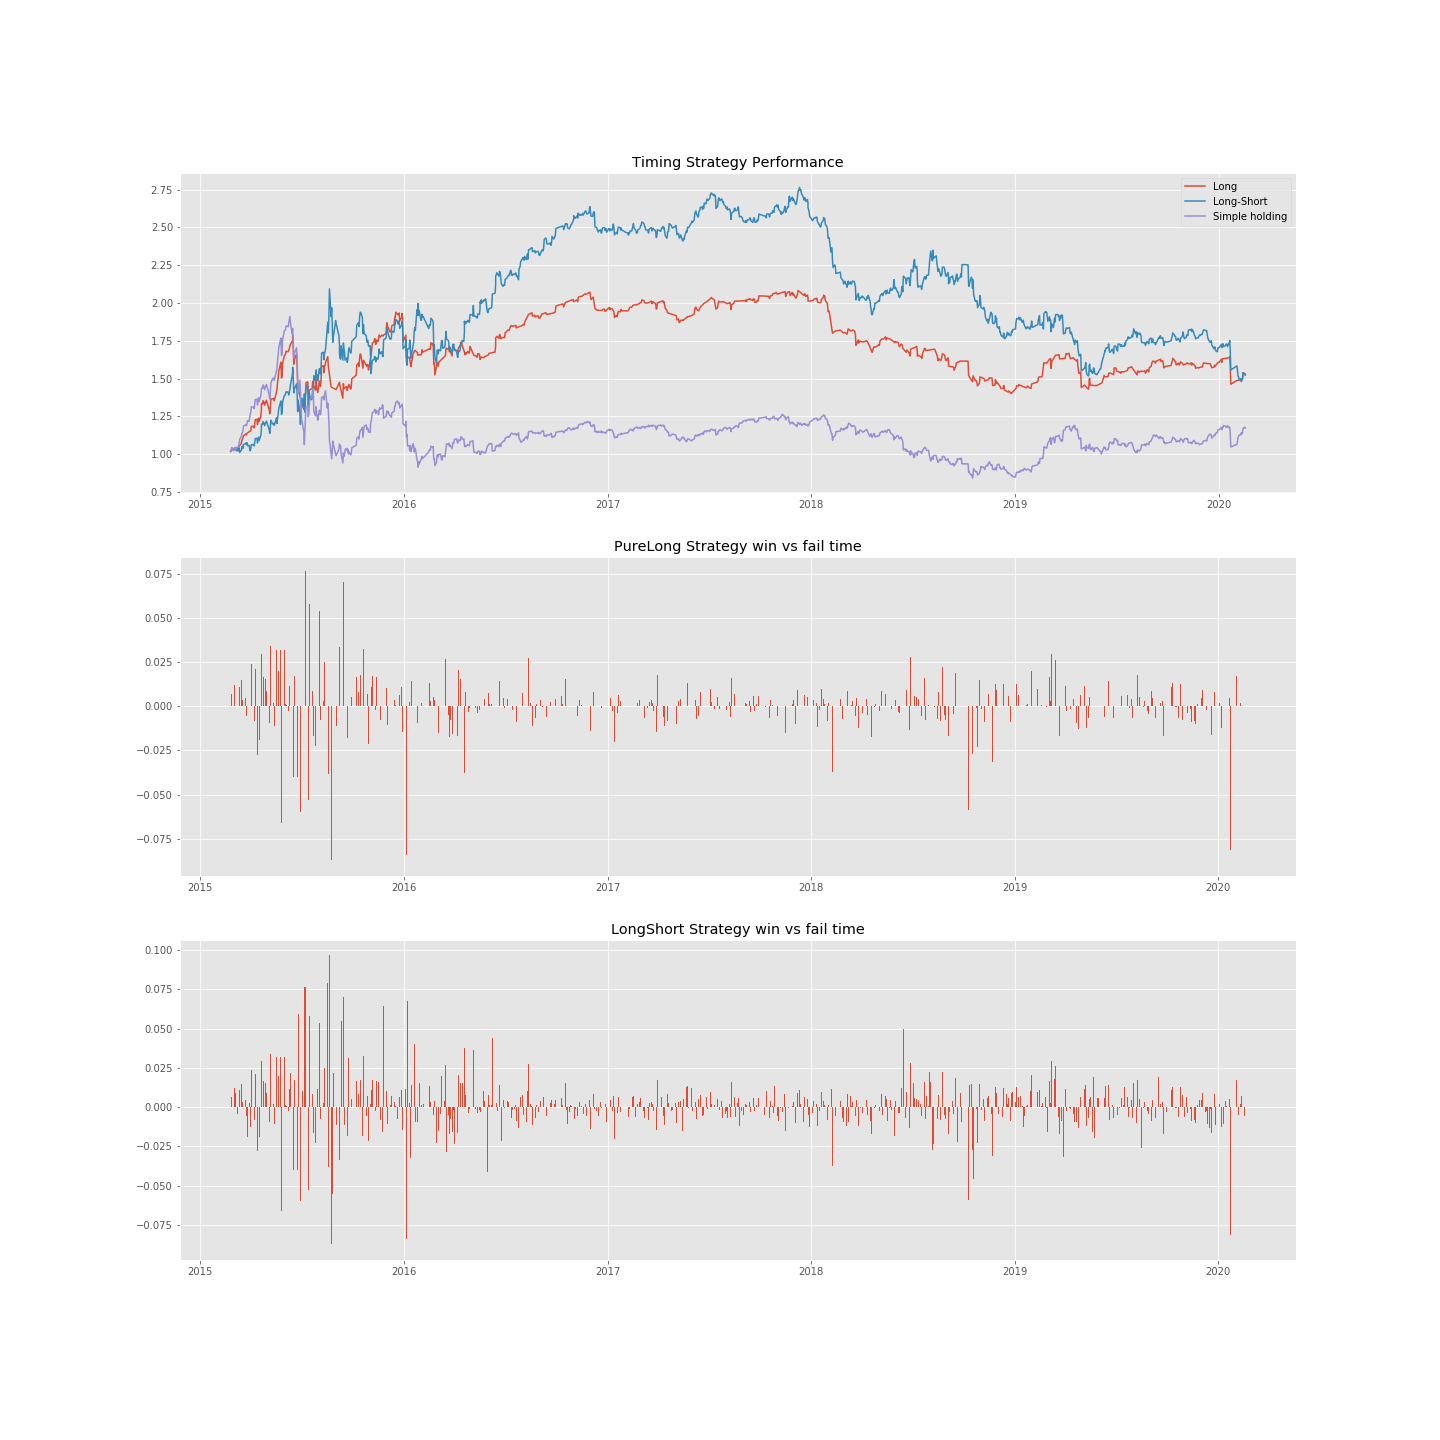 Timing Strategy Performance
2.75
2.50
2.25
2.00
1.75
1.50
1.25
1.00
0.75
Long
Long-Short
Simple holding
2015 2016 2017 2018 2019 2020
PureLong Strategy win vs fail time
0.075
0.050
0.025
0.000
−0.025
−0.050
−0.075
2015 2016 2017 2018 2019 2020
LongShort Strategy win vs fail time
0.100
0.075
0.050
0.025
0.000
−0.025
−0.050
−0.075
2015 2016 2017 2018 2019 2020